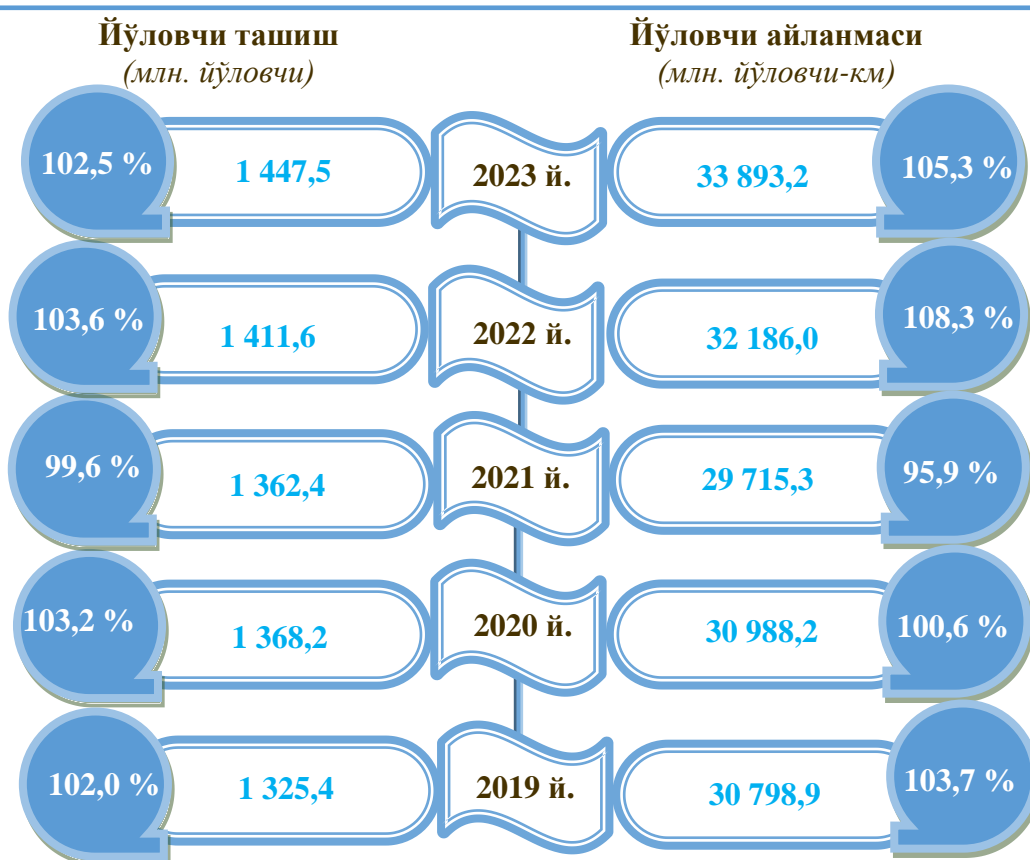 Йўловчи ташиш
(млн. йўловчи)
Йўловчи айланмаси
(млн. йўловчи-км)
102,5 %
1 447,5
2023 й.
33 893,2
105,3 %
103,6 %
1 411,6
2022 й.
32 186,0
108,3 %
99,6 %
1 362,4
2021 й.
29 715,3
95,9 %
103,2 %
1 368,2
2020 й.
30 988,2
100,6 %
102,0 %
1 325,4
2019 й.
30 798,9
103,7 %